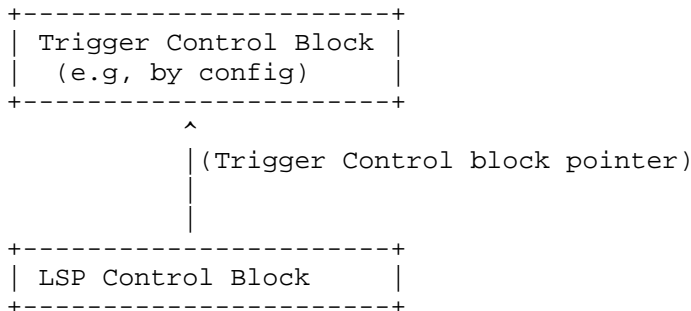 Trigger Control Block
(e.g, by config)
(Trigger Control block pointer)
LSP Control Block